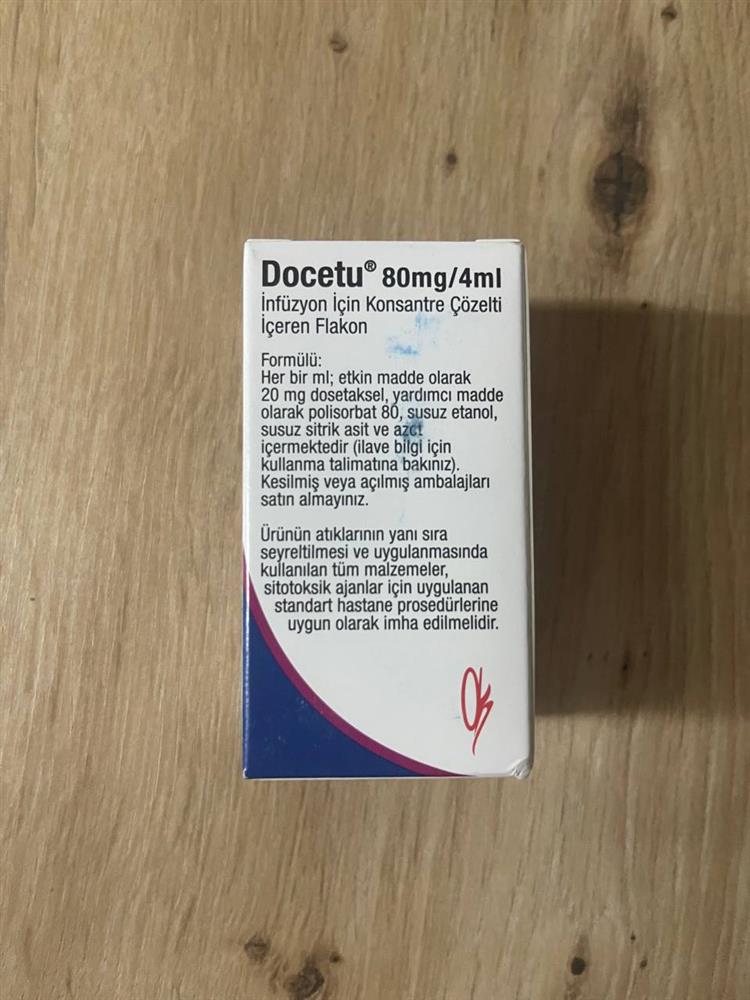 Docetu® 80mg/4ml
İnfüzyon İçin Konsantre Çözelti
İçeren Flakon
Formülü:
Her bir ml; etkin madde olarak
20 mg dosetaksel, yardımcı madde
olarak polisorbat 80, susuz etanol,
susuz sitrik asit ve azot
içermektedir (ilave bilgi için
kullanma talimatına bakınız).
Kesilmiş veya açılmış ambalajları
satın almayınız.
Ürünün atıklarının yanı sıra
seyreltilmesi ve uygulanmasında
kullanılan tüm malzemeler,
sitotoksik ajanlar için uygulanan
standart hastane prosedürlerine
uygun olarak imha edilmelidir.